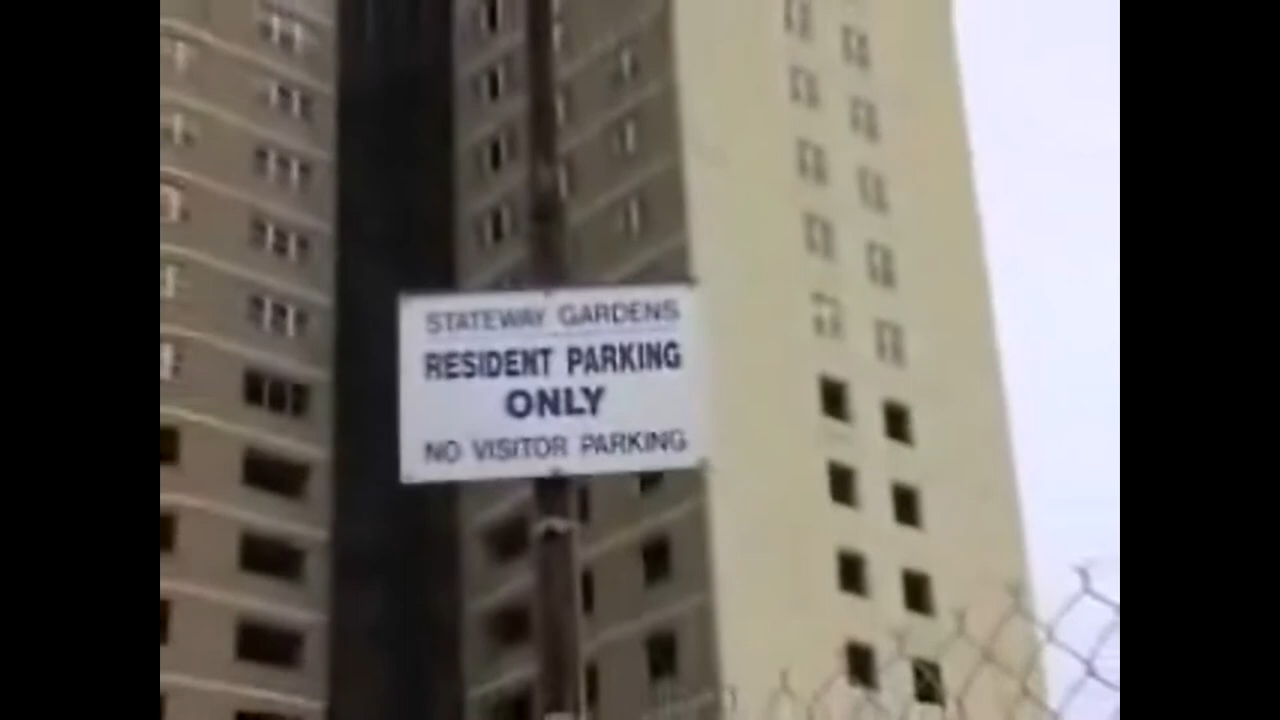 STATEWAY GARDENS
RESIDENT PARKING
ONLY
NO VISITOR PARKING